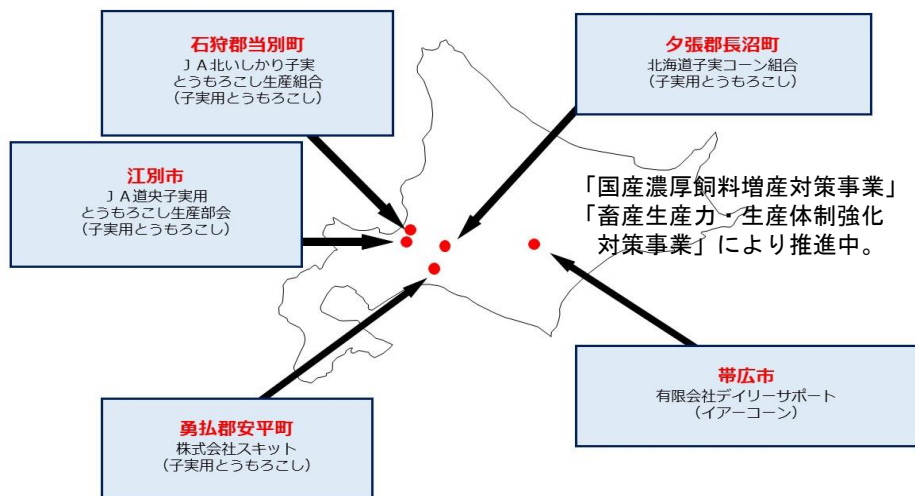 石狩郡当別町
ＪＡ北いしかり子実
とうもろこし生産組合
（子実用とうもろこし）
夕張郡長沼町
北海道子実コーン組合
（子実用とうもろこし）
江別市
ＪＡ道央子実用
とうもろこし生産部会
（子実用とうもろこし）
「国産濃厚飼料増産対策事業」
「畜産生産力・生産体制強化
対策事業」により推進中。
勇払郡安平町
株式会社スキット
（子実用とうもろこし）
帯広市
有限会社デイリーサポート
（イアーコーン）